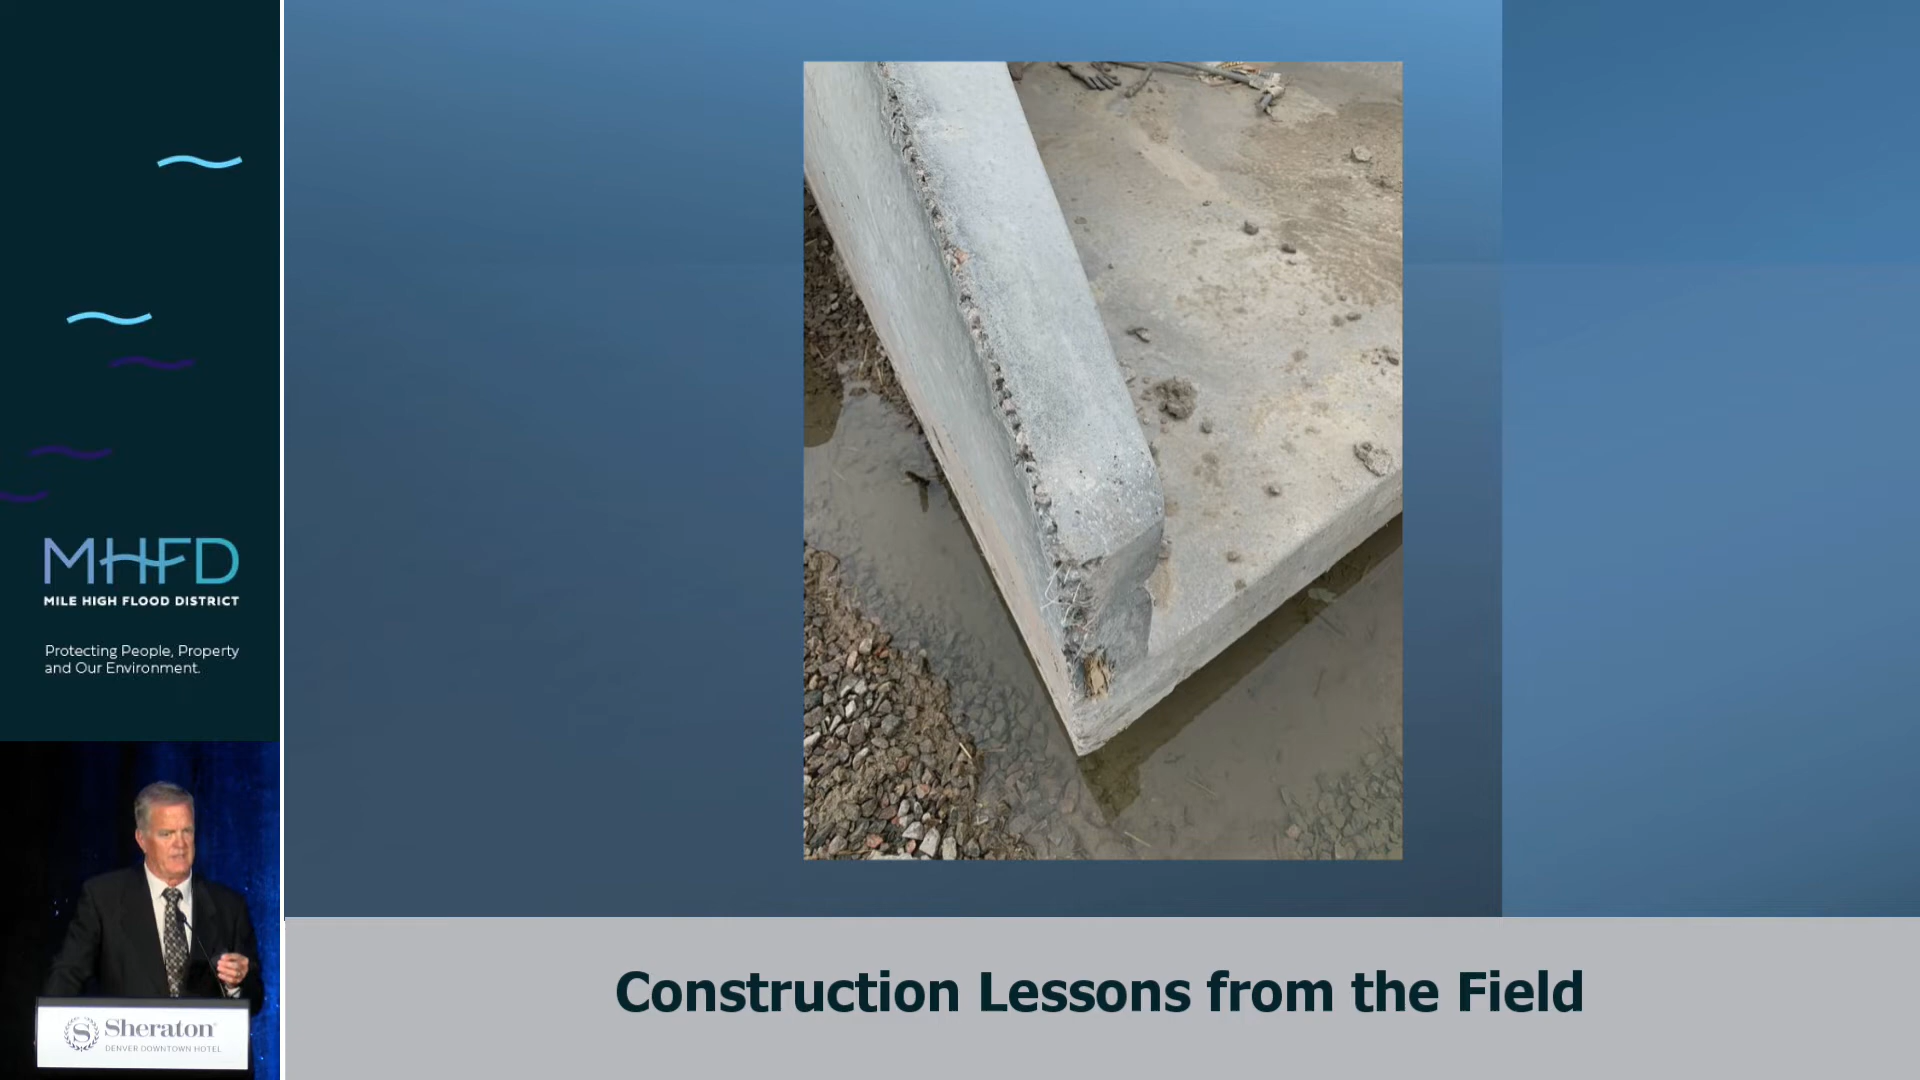 MHFD
MILE HIGH FLOOD DISTRICT
Protecting People, Property
and Our Environment.
S Sheraton
DENVER DOWNTOWN HOTEL
Construction Lessons from the Field